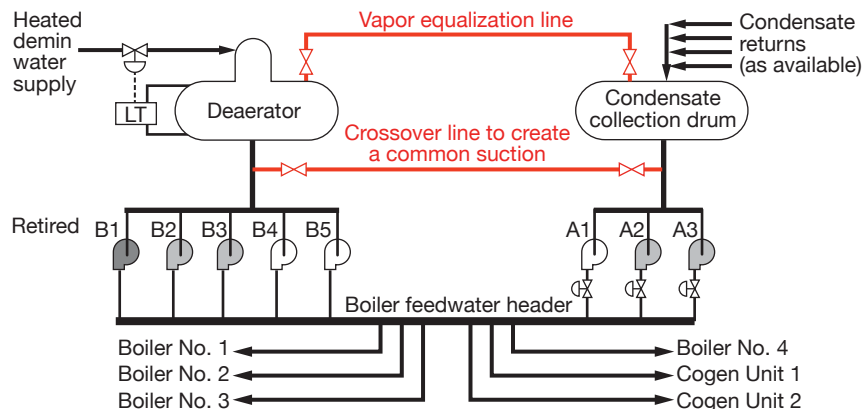 Heated
demin
water
supply
Vapor equalization line
Condensate
returns
(as available)
LT
Deaerator
Condensate
collection drum
Crossover line to create
a common suction
Retired
B1
B2
B3
B4
B5
A1
A2
A3
Boiler feedwater header
Boiler No. 1
Boiler No. 2
Boiler No. 3
Boiler No. 4
Cogen Unit 1
Cogen Unit 2